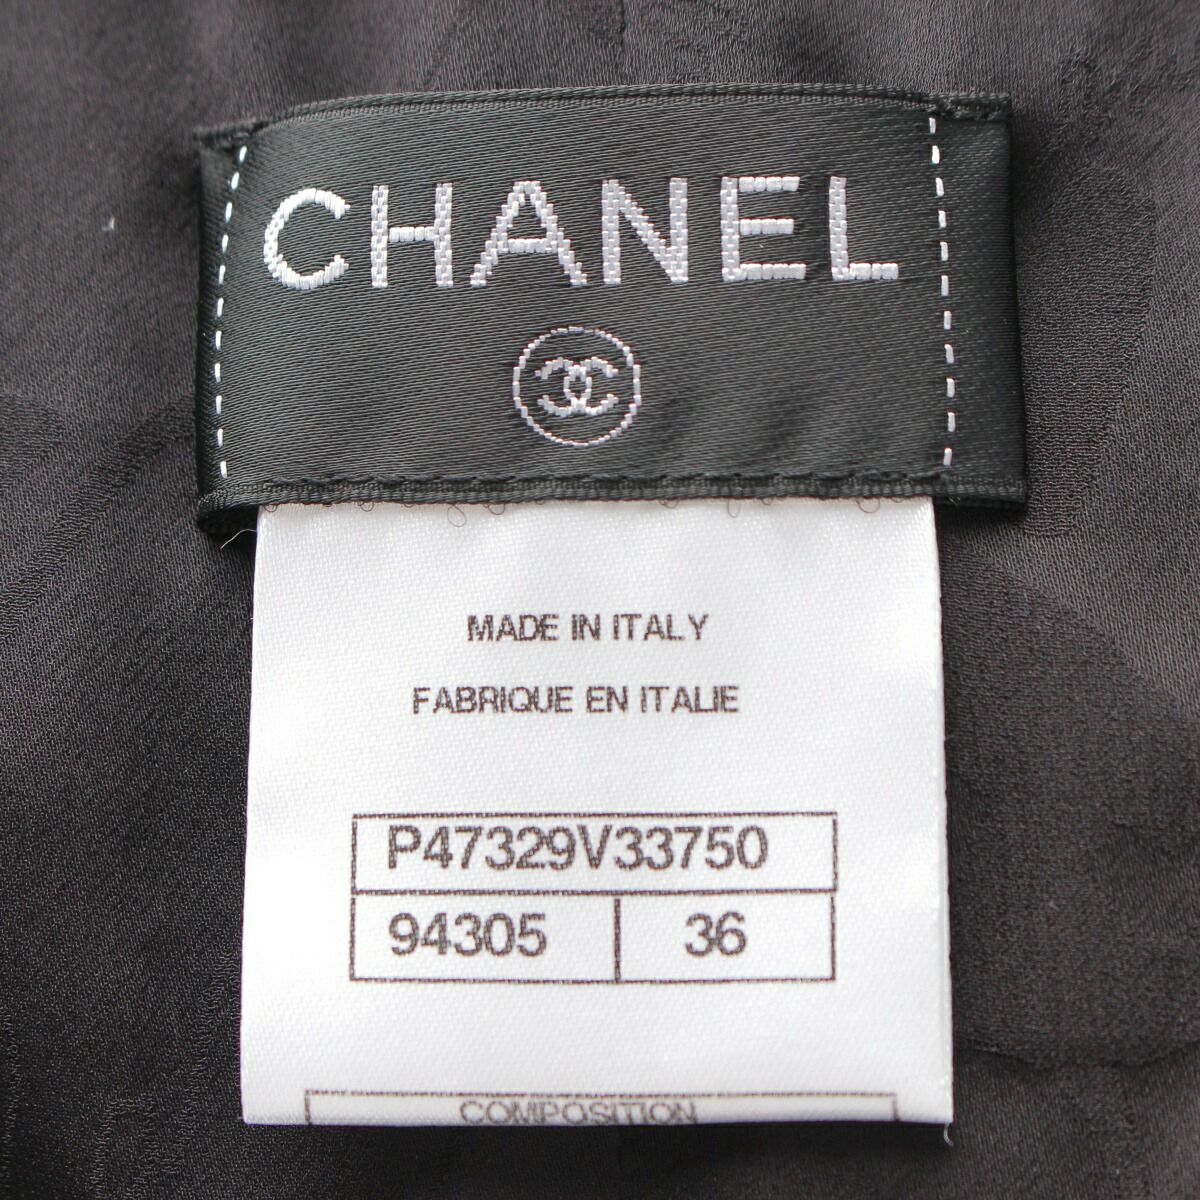 CHANEL
MADE IN ITALY
FABRIQUE EN ITALIE
P47329V33750
94305 36
COMPOSITION